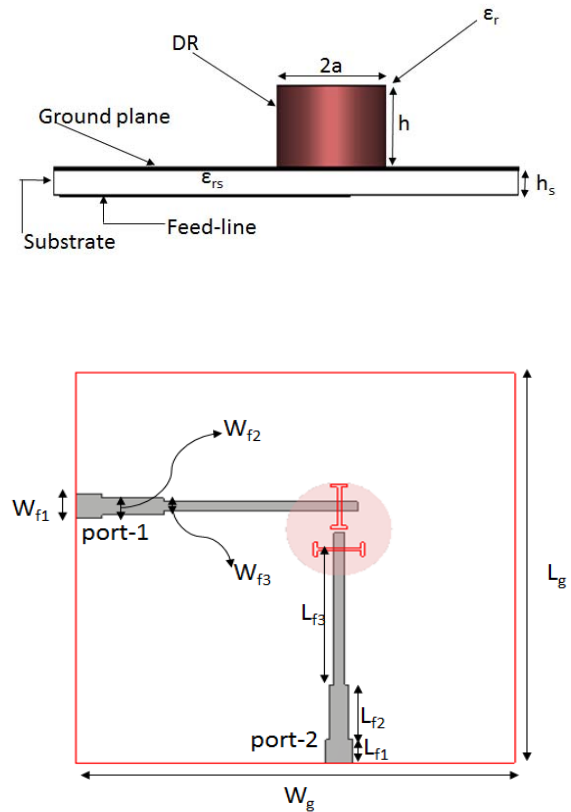 εr
DR
2a
Ground plane
h
εrs
hs
Substrate
Feed-line
Wf2
Wf1
port-1
Wf3
Lg
Lf3
Lf2
port-2
Lf1
Wg